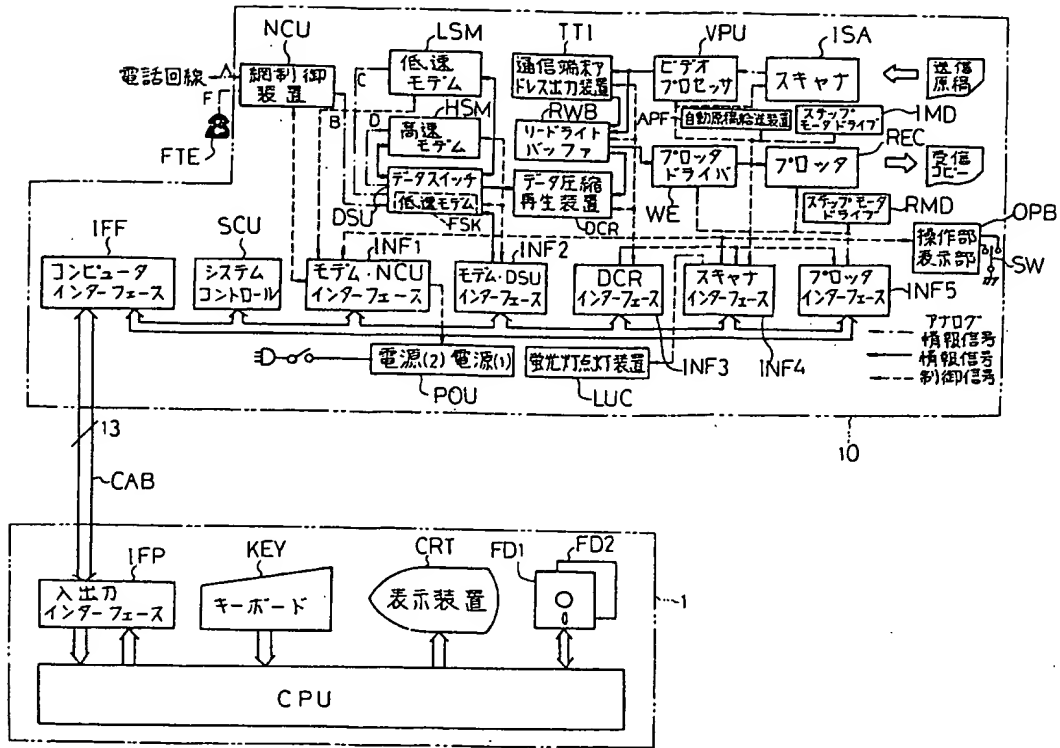 NCU
LSM
TTI
VPU
ISA
電話回線
F
網制御
装置
A
B
C
D
低速
モデム
HSM
高速
モデム
通信端末ア
ドレス出力装置
RWB
リードライト
バッファ
ビデオ
プロセッサ
スキャナ
送信
原稿
APF
自動原稿給送装置
ステップ
モータドライブ
IMD
REC
FTE
データスイッチ
低速モデム
DSU
FSK
データ圧縮
再生装置
DCR
プロッタ
ドライバ
WE
プロッタ
受信
コピー
ステップモータ
ドライブ
RMD
OPB
操作部
表示部
SW
IFF
コンピュータ
インターフェース
SCU
システム
コントロール
INF1
モデム・NCU
インターフェース
INF2
モデム・DSU
インターフェース
DCR
インターフェース
スキャナ
インターフェース
プロッタ
インターフェース
INF5
アナログ
情報信号
情報信号
制御信号
電源(2) 電源(1)
POU
蛍光灯点灯装置
LUC
INF3
INF4
10
13
CAB
IFP
入出力
インターフェース
KEY
キーボード
CRT
表示装置
FD1
FD2
1
CPU